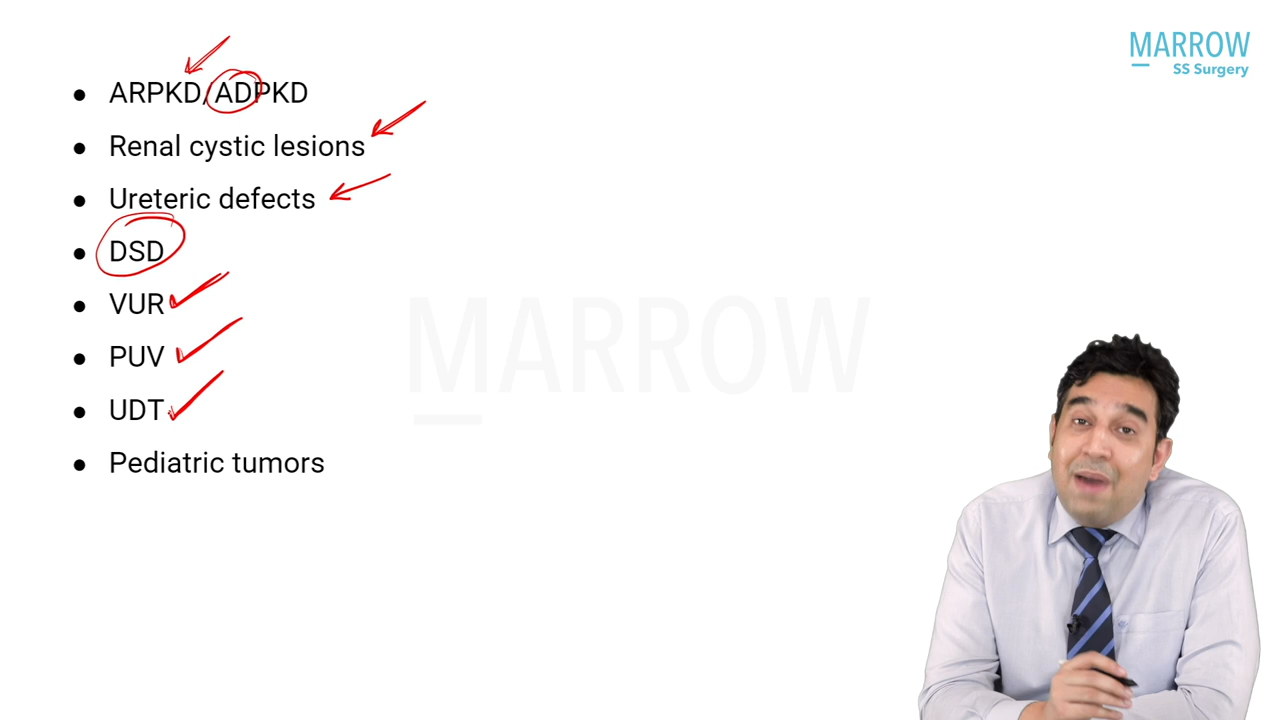 MARROW
SS Surgery
● ARPKD/ADPKD
● Renal cystic lesions
● Ureteric defects
● DSD
● VUR
● PUV
● UDT
● Pediatric tumors
MARROW